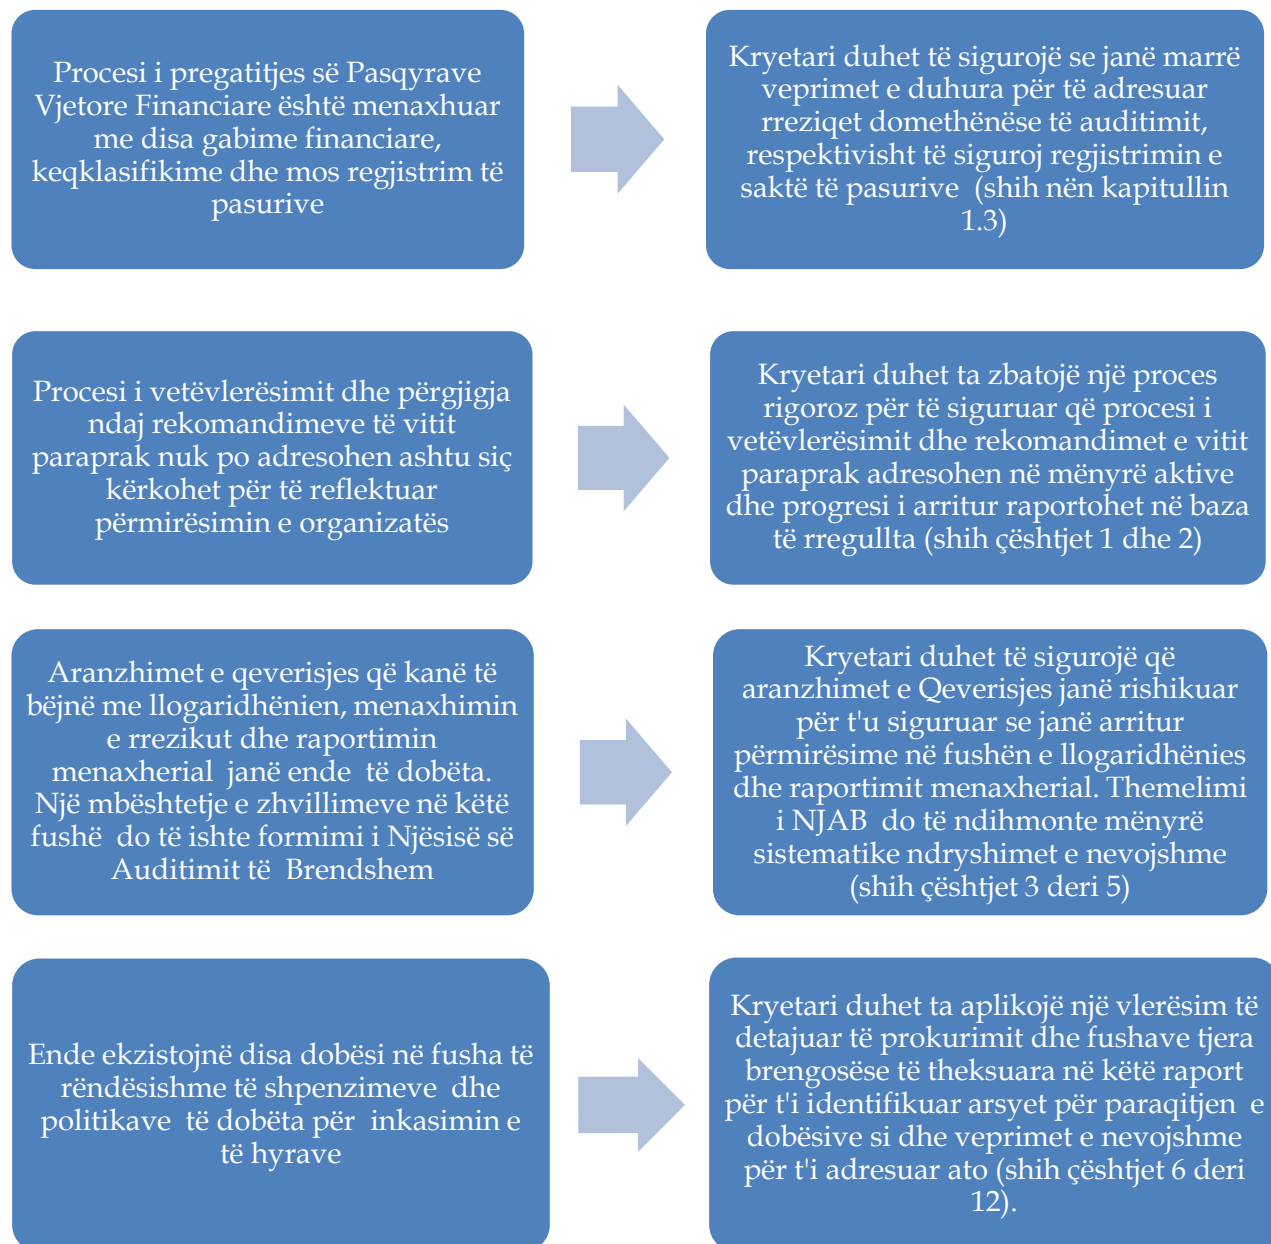 Procesi i pregatitjes së Pasqyrave
Vjetore Financiare është menaxhuar
me disa gabime financiare,
keqklasifikime dhe mos regjistrim të
pasurive
Kryetari duhet të sigurojë se janë marrë
veprimet e duhura për të adresuar
rreziqet domethënëse të auditimit,
respektivisht të siguroj regjistrimin e
saktë të pasurive (shih nën kapitullin
1.3)
Procesi i vetëvlerësimit dhe përgjigja
ndaj rekomandimeve të vitit
paraprak nuk po adresohen ashtu siç
kërkohet për të reflektuar
përmirësimin e organizatës
Kryetari duhet ta zbatojë një proces
rigoroz për të siguruar që procesi i
vetëvlerësimit dhe rekomandimet e vitit
paraprak adresohen në mënyrë aktive
dhe progresi i arritur raportohet në baza
të rregullta (shih çështjet 1 dhe 2)
Aranzhimet e qeverisjes që kanë të
bëjnë me llogaridhënien, menaxhimin
e rrezikut dhe raportimin
menaxherial janë ende të dobëta.
Një mbështetje e zhvillimeve në këtë
fushë do të ishte formimi i Njësisë së
Auditimit të Brendshem
Kryetari duhet të sigurojë që
aranzhimet e Qeverisjes janë rishikuar
për t'u siguruar se janë arritur
përmirësime në fushën e llogaridhënies
dhe raportimit menaxherial. Themelimi
i NJAB do të ndihmonte mënyrë
sistematike ndryshimet e nevojshme
(shih çështjet 3 deri 5)
Ende ekzistojnë disa dobësi në fusha të
rëndësishme të shpenzimeve dhe
politikave të dobëta për inkasimin e
të hyrave
Kryetari duhet ta aplikojë një vlerësim të
detajuar të prokurimit dhe fushave tjera
brengosëse të theksuara në këtë raport
për t'i identifikuar arsyet për paraqitjen e
dobësive si dhe veprimet e nevojshme
për t'i adresuar ato (shih çështjet 6 deri
12).